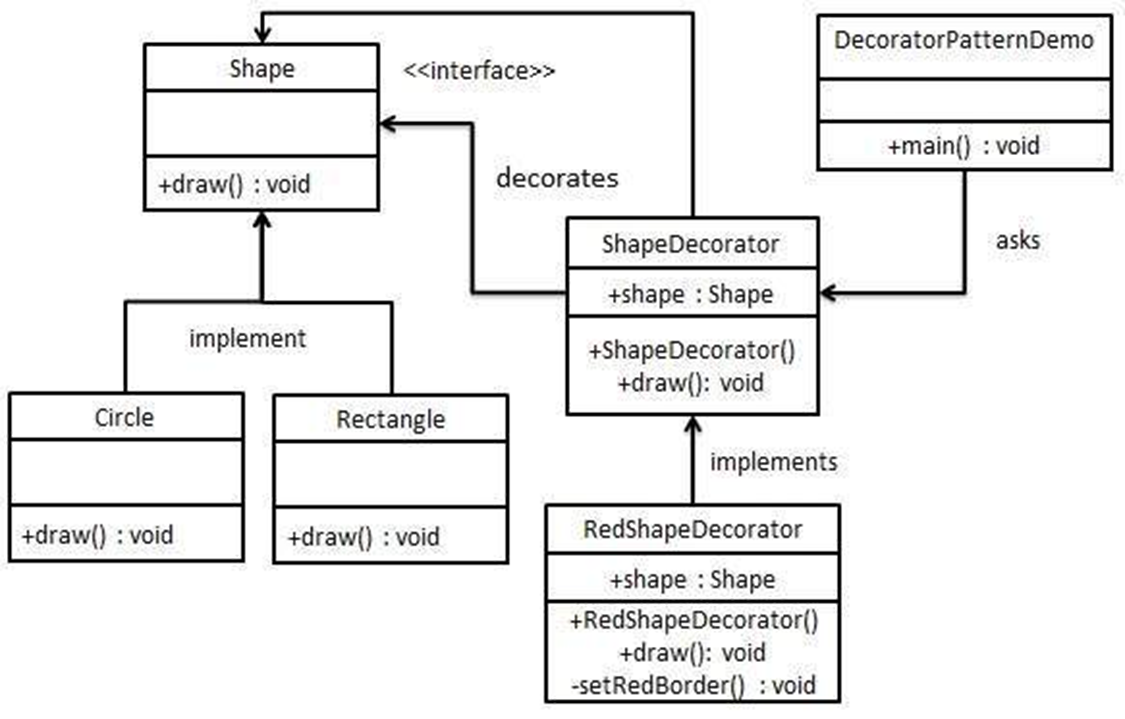 Shape
<<interface>>
+draw() : void
decorates
DecoratorPatternDemo
+main() : void
asks
ShapeDecorator
+shape : Shape
+ShapeDecorator()
+draw(): void
implement
Circle
+draw() : void
Rectangle
+draw() : void
implements
RedShapeDecorator
+shape : Shape
+RedShapeDecorator()
+draw(): void
-setRedBorder() : void